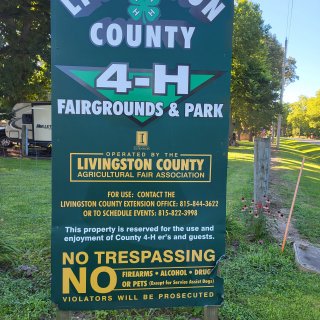 LIVINGSTON
COUNTY
4-H
FAIRGROUNDS & PARK
I
OPERATED BY THE
LIVINGSTON COUNTY
AGRICULTURAL FAIR ASSOCIATION
FOR USE: CONTACT THE
LIVINGSTON COUNTY EXTENSION OFFICE: 815-844-3622
OR TO SCHEDULE EVENTS: 815-822-3998
This property is reserved for the use and
enjoyment of County 4-H er's and guests.
NO TRESPASSING
NO FIREARMS • ALCOHOL • DRUG
OR PETS (Except for Service Assist Dogs)
VIOLATORS WILL BE PROSECUTED